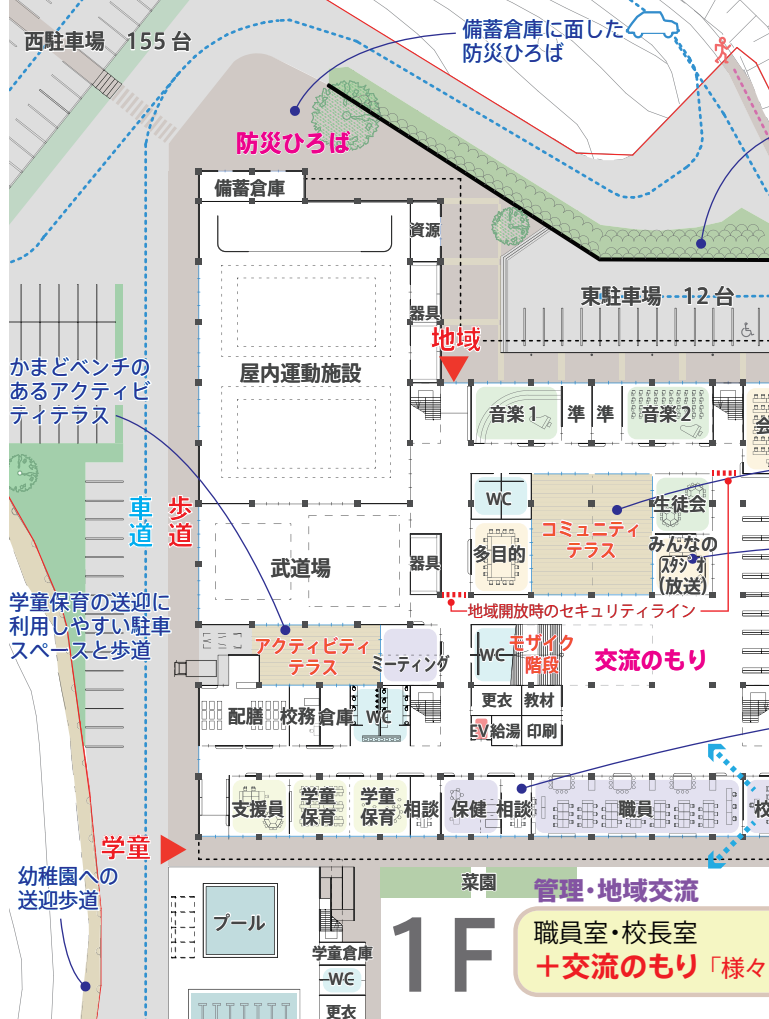 西駐車場　155台
備蓄倉庫に面した
防災ひろば
防災ひろば
備蓄倉庫
資源
器具
東駐車場　12台
地域
かまどベンチの
あるアクティビ
ティテラス
屋内運動施設
音楽1
準
準
音楽2
会
車道
歩道
WC
コミュニティ
テラス
生徒会
多目的
みんなの
スタジオ
(放送)
武道場
器具
地域開放時のセキュリティライン
学童保育の送迎に
利用しやすい駐車
スペースと歩道
アクティビティ
テラス
ミーティング
WC
モザイク
階段
交流のもり
更衣
教材
配膳
校務
倉庫
WC
EV
給湯
印刷
支援員
学童
保育
学童
保育
相談
保健
相談
職員
校
学童
幼稚園への
送迎歩道
菜園
プール
学童倉庫
WC
更衣
1F
管理・地域交流
職員室・校長室
＋交流のもり「様々